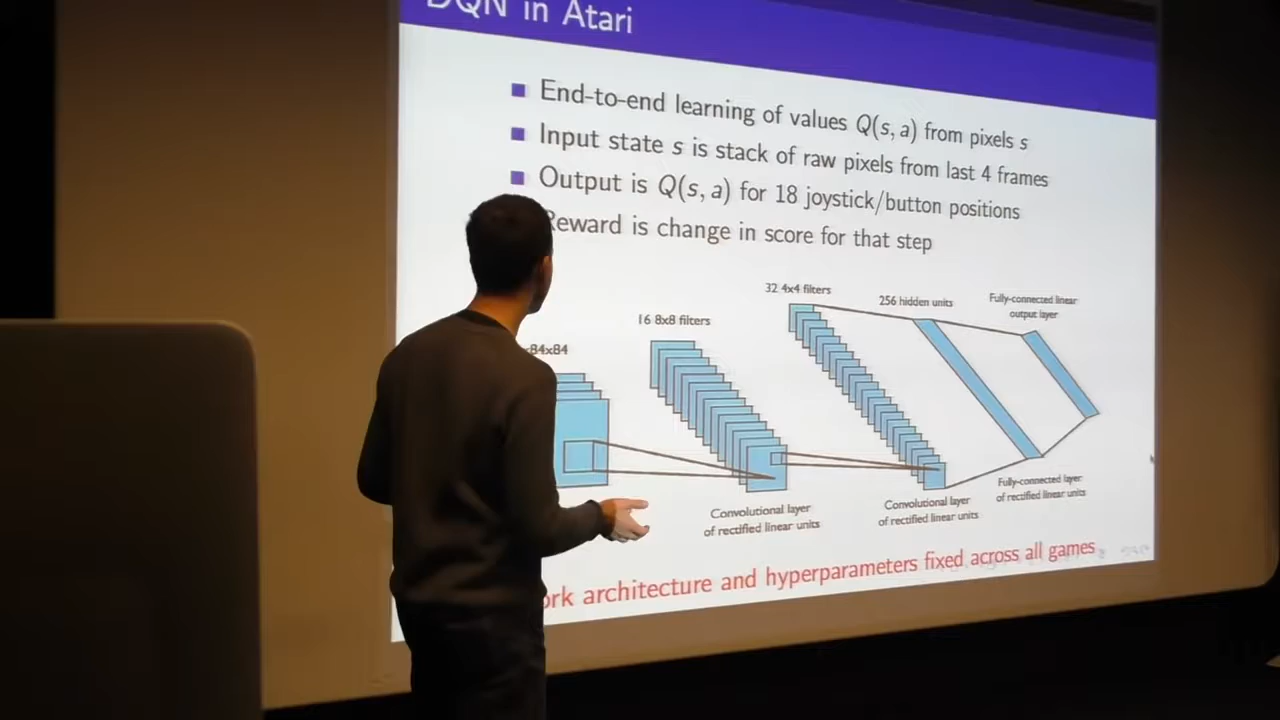 DQN in Atari
End-to-end learning of values Q(s, a) from pixels s
Input state s is stack of raw pixels from last 4 frames
Output is Q(s, a) for 18 joystick/button positions
Reward is change in score for that step
32 4x4 filters
256 hidden units
Fully-connected linear
output layer
16 8x8 filters
84x84
Convolutional layer
of rectified linear units
Convolutional layer
of rectified linear units
Fully-connected layer
of rectified linear units
ork architecture and hyperparameters fixed across all games